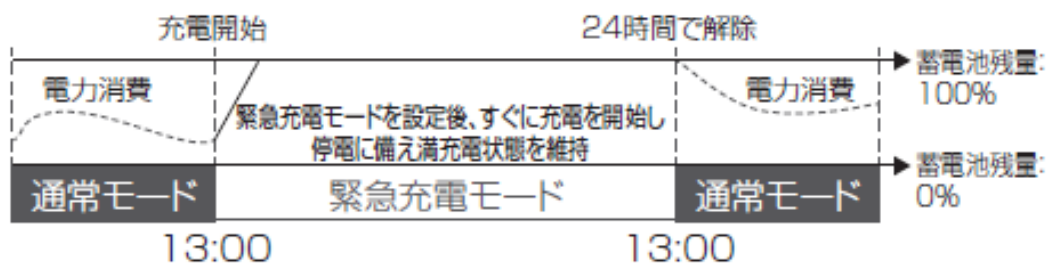 充電開始
24時間で解除
電力消費
電力消費
蓄電池残量:
100%
緊急充電モードを設定後、すぐに充電を開始し
停電に備え満充電状態を維持
蓄電池残量:
0%
通常モード
緊急充電モード
通常モード
13:00
13:00